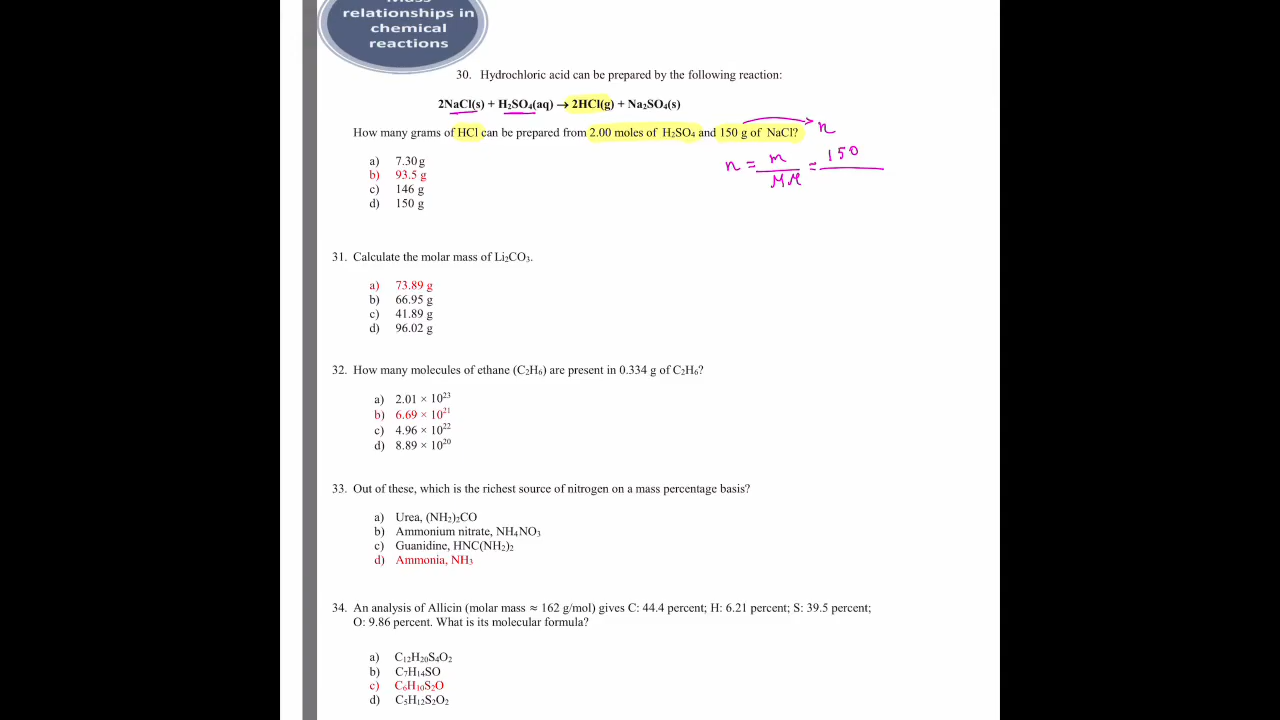 Mass
relationships in
chemical
reactions
30. Hydrochloric acid can be prepared by the following reaction:
2NaCl(s) + H₂SO₄(aq) → 2HCl(g) + Na₂SO₄(s)
How many grams of HCl can be prepared from 2.00 moles of H₂SO₄ and 150 g of NaCl? n
n = m / MM = 150
a) 7.30 g
b) 93.5 g
c) 146 g
d) 150 g
31. Calculate the molar mass of Li₂CO₃.
a) 73.89 g
b) 66.95 g
c) 41.89 g
d) 96.02 g
32. How many molecules of ethane (C₂H₆) are present in 0.334 g of C₂H₆?
a) 2.01 × 10²³
b) 6.69 × 10²¹
c) 4.96 × 10²²
d) 8.89 × 10²⁰
33. Out of these, which is the richest source of nitrogen on a mass percentage basis?
a) Urea, (NH₂)₂CO
b) Ammonium nitrate, NH₄NO₃
c) Guanidine, HNC(NH₂)₂
d) Ammonia, NH₃
34. An analysis of Allicin (molar mass ≈ 162 g/mol) gives C: 44.4 percent; H: 6.21 percent; S: 39.5 percent;
O: 9.86 percent. What is its molecular formula?
a) C₁₂H₂₀S₄O₂
b) C₇H₁₄SO
c) C₆H₁₀S₂O
d) C₅H₁₂S₂O₂